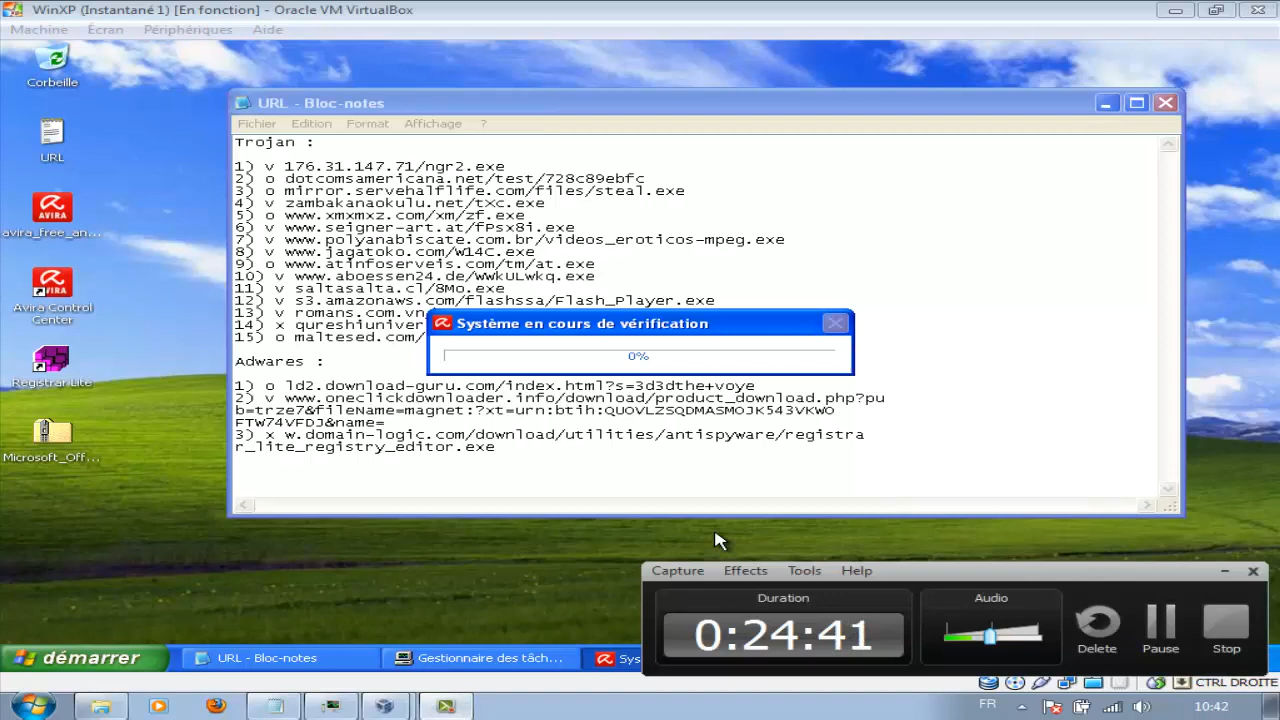 WinXP (Instantané 1) [En fonction] - Oracle VM VirtualBox
Machine Écran Périphériques Aide
Corbeille
URL
AVIRA
avira_free_an...
AVIRA
Avira Control
Center
RegistrarLite
Microsoft_Off...
URL - Bloc-notes
Fichier Edition Format Affichage ?
Trojan :
1) v 176.31.147.71/ngr2.exe
2) o dotcomsamericana.net/test/728c89ebfc
3) o mirror.servehalflife.com/files/steal.exe
4) v zambakanaokulu.net/txc.exe
5) o www.xmxmxz.com/xm/zf.exe
6) v www.seigner-art.at/fPsx8i.exe
7) v www.polyanabiscate.com.br/videos_eroticos-mpeg.exe
8) v www.jagatoko.com/w14C.exe
9) o www.atinfoserveis.com/tm/at.exe
10) v www.aboessen24.de/wWkULwkq.exe
11) v saltasalta.cl/8Mo.exe
12) v s3.amazonaws.com/flashssa/Flash_Player.exe
13) v romans.com.vn
14) x qureshiuniver
15) o maltesed.com/
Système en cours de vérification
0%
Adwares :
1) o ld2.download-guru.com/index.html?s=3d3dthe+voye
2) v www.oneclickdownloader.info/download/product_download.php?pu
b=trze7&fileName=magnet:?xt=urn:btih:QUOVLZSQDMASMOJK543VKWO
FTW74VFDJ&name=
3) x w.domain-logic.com/download/utilities/antispyware/registra
r_lite_registry_editor.exe
Capture Effects Tools Help
Duration
0:24:41
Audio
Delete
Pause
Stop
démarrer
URL - Bloc-notes
Gestionnaire des tâch...
Sys
CTRL DROITE
FR
10:42